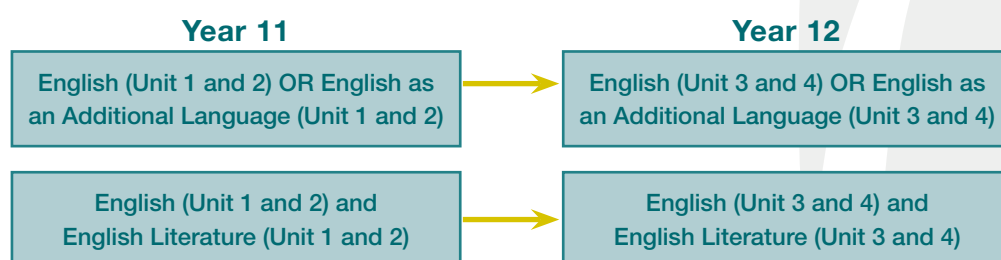 Year 11
Year 12
English (Unit 1 and 2) OR English as
an Additional Language (Unit 1 and 2)
English (Unit 3 and 4) OR English as
an Additional Language (Unit 3 and 4)
English (Unit 1 and 2) and
English Literature (Unit 1 and 2)
English (Unit 3 and 4) and
English Literature (Unit 3 and 4)